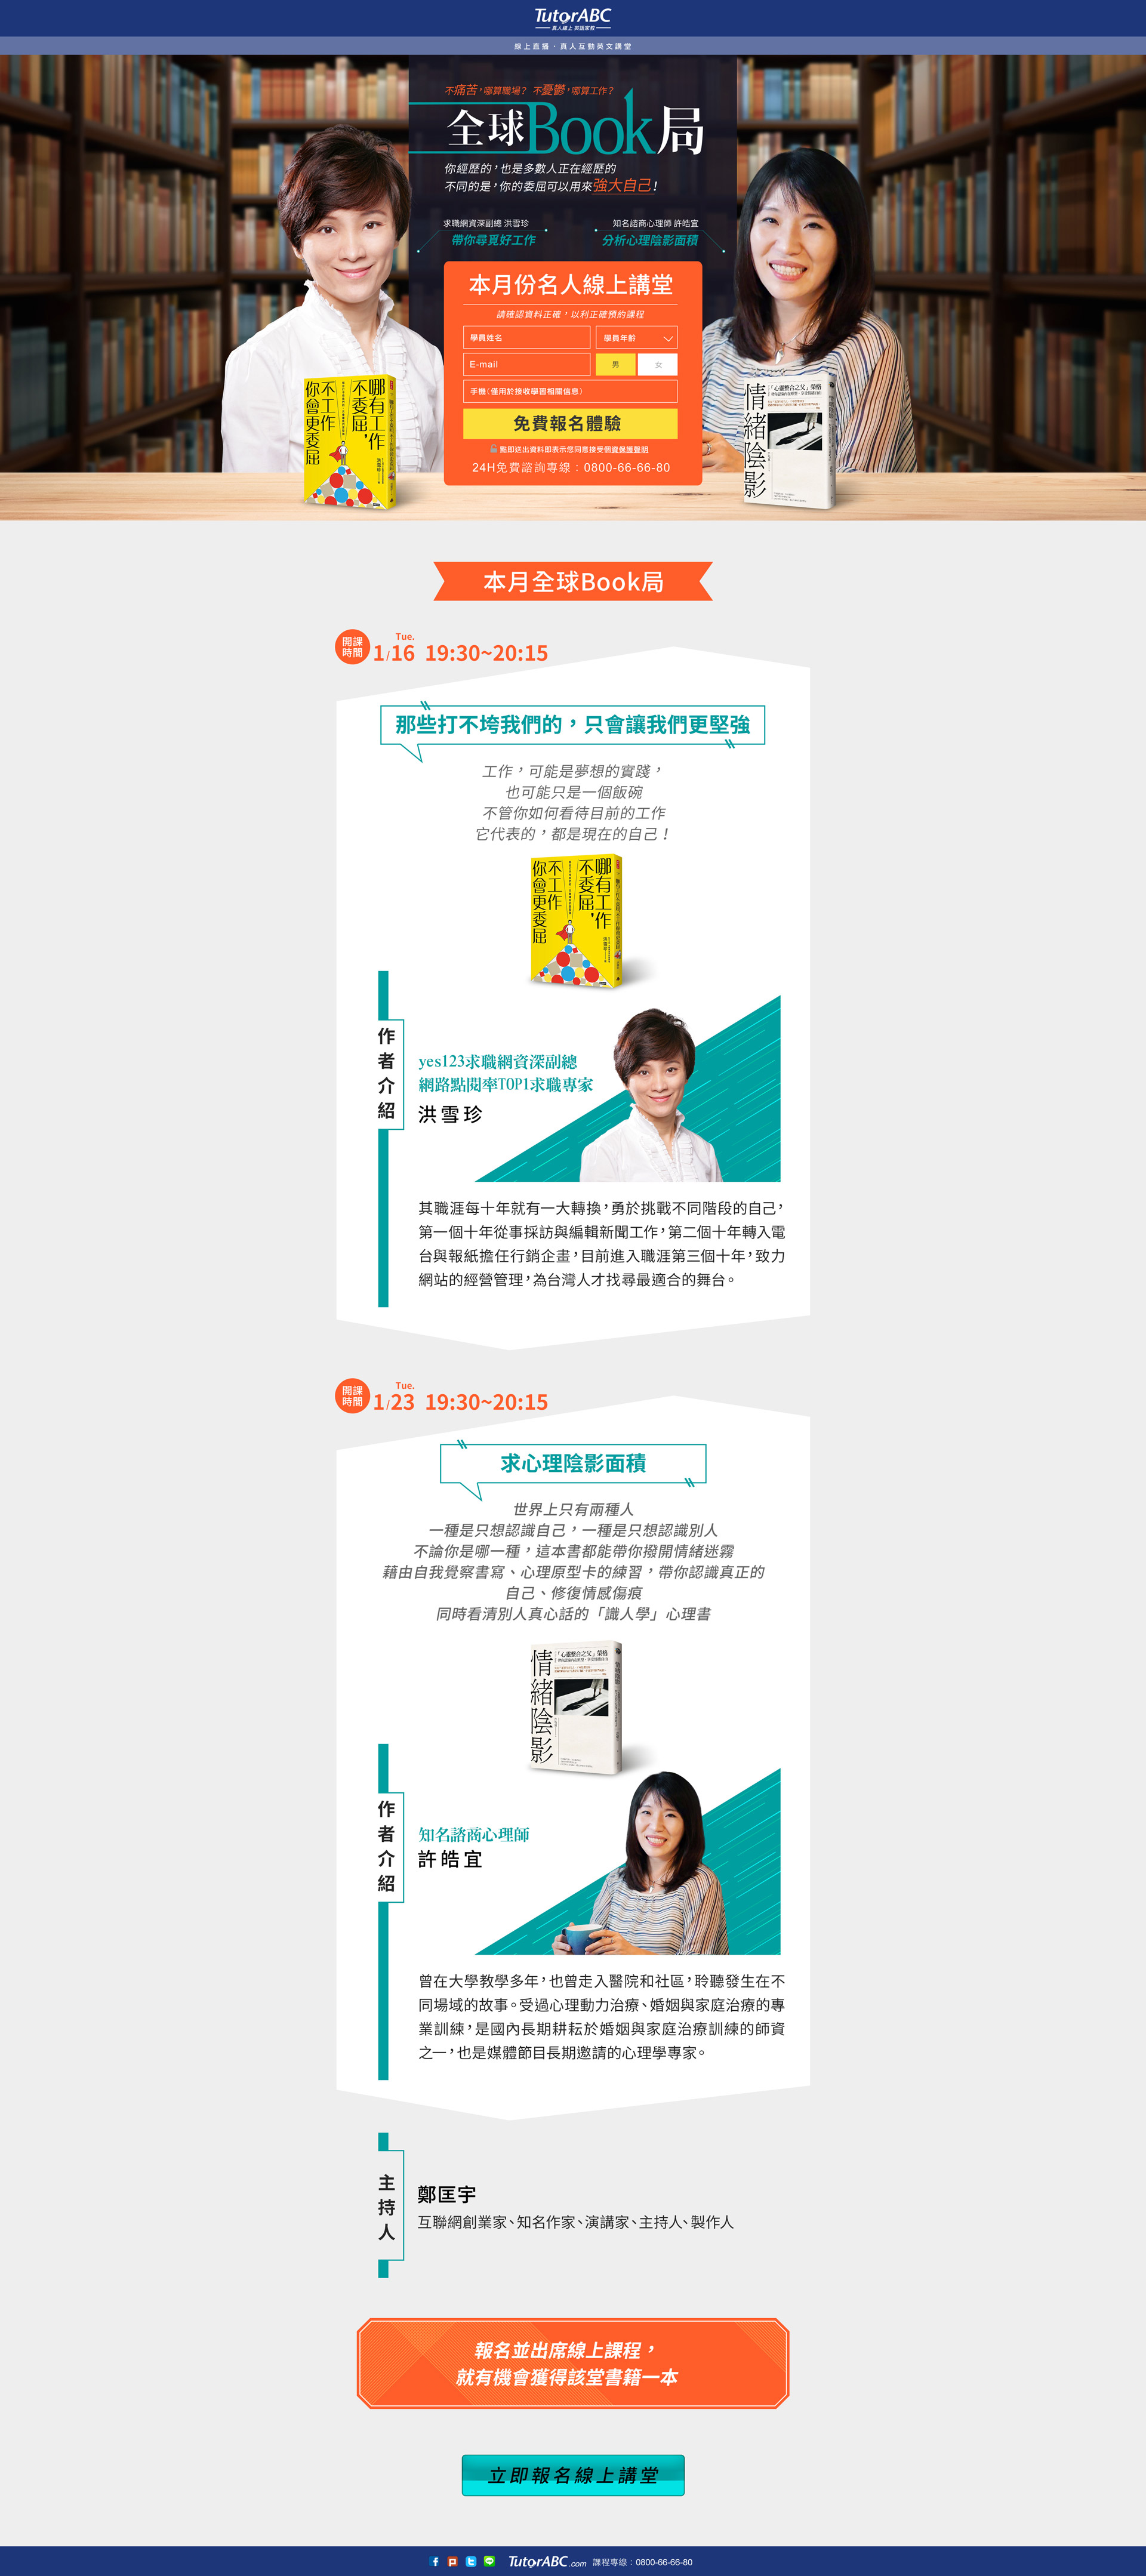 TutorABC
真人線上 英語家教
線上直播・真人互動英文講堂
不痛苦,哪算職場? 不憂鬱,哪算工作?
全球Book局
你經歷的,也是多數人正在經歷的
不同的是,你的委屈可以用來強大自己!
求職網資深副總 洪雪珍
帶你尋覓好工作
知名諮商心理師 許皓宜
分析心理陰影面積
本月份名人線上講堂
請確認資料正確,以利正確預約課程
學員姓名
學員年齡
E-mail
男
女
手機(僅用於接收學習相關信息)
免費報名體驗
點即送出資料即表示您同意接受個資保護聲明
24H免費諮詢專線:0800-66-66-80
哪有工作
不委屈,
不工作
你會更委屈
洪雪珍
情緒陰影
「心靈整合之父」榮格
本月全球Book局
開課
時間
Tue.
1/16 19:30~20:15
那些打不垮我們的,只會讓我們更堅強
工作,可能是夢想的實踐,
也可能只是一個飯碗
不管你如何看待目前的工作
它代表的,都是現在的自己!
哪有工作
不委屈,
不工作
你會更委屈
洪雪珍
作者介紹
yes123求職網資深副總
網路點閱率TOP1求職專家
洪雪珍
其職涯每十年就有一大轉換,勇於挑戰不同階段的自己,
第一個十年從事採訪與編輯新聞工作,第二個十年轉入電
台與報紙擔任行銷企畫,目前進入職涯第三個十年,致力
網站的經營管理,為台灣人才找尋最適合的舞台。
開課
時間
Tue.
1/23 19:30~20:15
求心理陰影面積
世界上只有兩種人
一種是只想認識自己,一種是只想認識別人
不論你是哪一種,這本書都能帶你撥開情緒迷霧
藉由自我覺察書寫、心理原型卡的練習,帶你認識真正的
自己、修復情感傷痕
同時看清別人真心話的「識人學」心理書
情緒陰影
「心靈整合之父」榮格
作者介紹
知名諮商心理師
許皓宜
曾在大學教學多年,也曾走入醫院和社區,聆聽發生在不
同場域的故事。受過心理動力治療、婚姻與家庭治療的專
業訓練,是國內長期耕耘於婚姻與家庭治療訓練的師資
之一,也是媒體節目長期邀請的心理學專家。
主持人
鄭匡宇
互聯網創業家、知名作家、演講家、主持人、製作人
報名並出席線上課程,
就有機會獲得該堂書籍一本
立即報名線上講堂
TutorABC.com 課程專線:0800-66-66-80